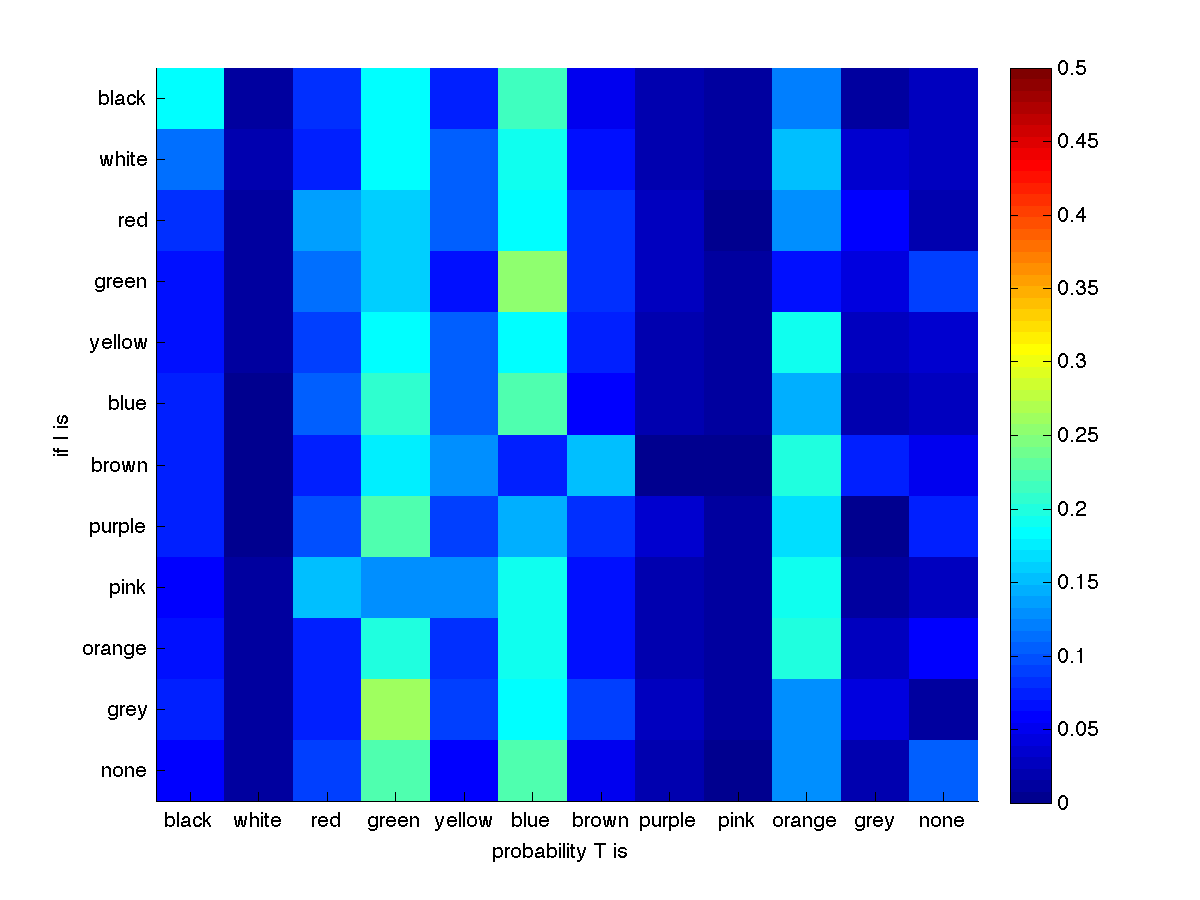 black
white
red
green
yellow
blue
brown
purple
pink
orange
grey
none
if I is
black white red green yellow blue brown purple pink orange grey none
probability T is
0.5
0.45
0.4
0.35
0.3
0.25
0.2
0.15
0.1
0.05
0